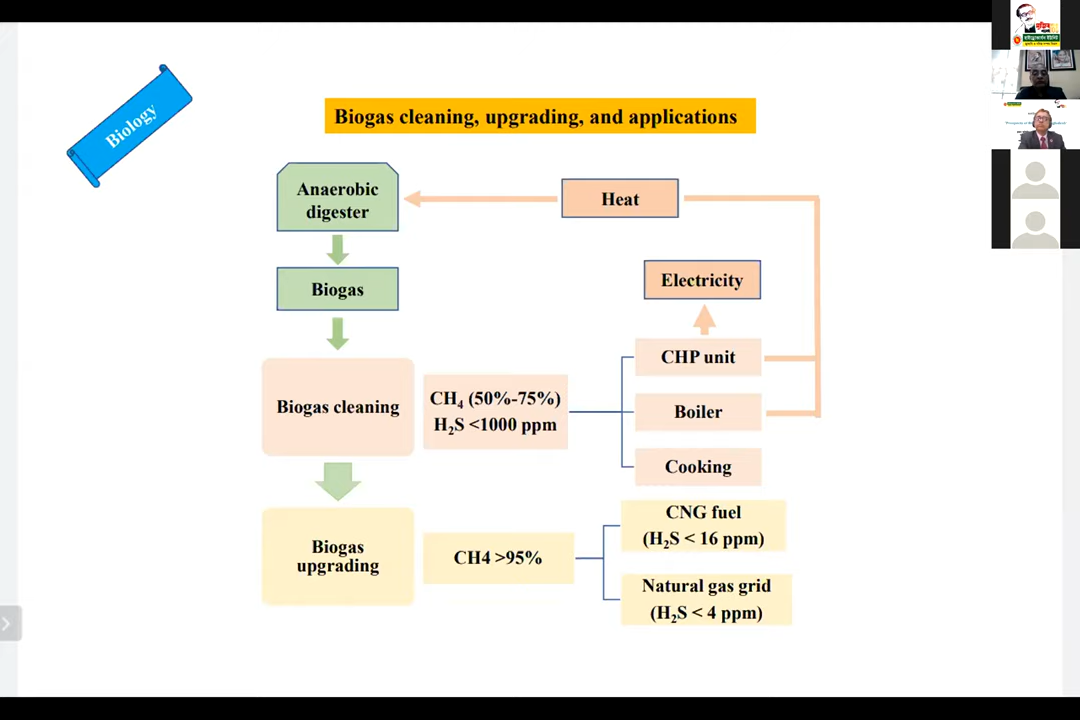 Biology
Biogas cleaning, upgrading, and applications
Anaerobic
digester
Heat
Biogas
Electricity
Biogas cleaning
CH₄ (50%-75%)
H₂S <1000 ppm
CHP unit
Boiler
Cooking
Biogas
upgrading
CH4 >95%
CNG fuel
(H₂S < 16 ppm)
Natural gas grid
(H₂S < 4 ppm)